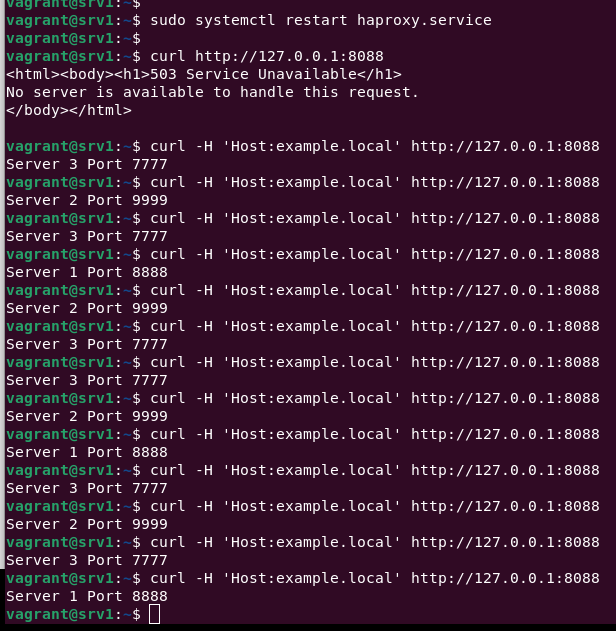 vagrant@srv1:~$
vagrant@srv1:~$ sudo systemctl restart haproxy.service
vagrant@srv1:~$
vagrant@srv1:~$ curl http://127.0.0.1:8088
<html><body><h1>503 Service Unavailable</h1>
No server is available to handle this request.
</body></html>

vagrant@srv1:~$ curl -H 'Host:example.local' http://127.0.0.1:8088
Server 3 Port 7777
vagrant@srv1:~$ curl -H 'Host:example.local' http://127.0.0.1:8088
Server 2 Port 9999
vagrant@srv1:~$ curl -H 'Host:example.local' http://127.0.0.1:8088
Server 3 Port 7777
vagrant@srv1:~$ curl -H 'Host:example.local' http://127.0.0.1:8088
Server 1 Port 8888
vagrant@srv1:~$ curl -H 'Host:example.local' http://127.0.0.1:8088
Server 2 Port 9999
vagrant@srv1:~$ curl -H 'Host:example.local' http://127.0.0.1:8088
Server 3 Port 7777
vagrant@srv1:~$ curl -H 'Host:example.local' http://127.0.0.1:8088
Server 3 Port 7777
vagrant@srv1:~$ curl -H 'Host:example.local' http://127.0.0.1:8088
Server 2 Port 9999
vagrant@srv1:~$ curl -H 'Host:example.local' http://127.0.0.1:8088
Server 1 Port 8888
vagrant@srv1:~$ curl -H 'Host:example.local' http://127.0.0.1:8088
Server 3 Port 7777
vagrant@srv1:~$ curl -H 'Host:example.local' http://127.0.0.1:8088
Server 2 Port 9999
vagrant@srv1:~$ curl -H 'Host:example.local' http://127.0.0.1:8088
Server 3 Port 7777
vagrant@srv1:~$ curl -H 'Host:example.local' http://127.0.0.1:8088
Server 1 Port 8888
vagrant@srv1:~$